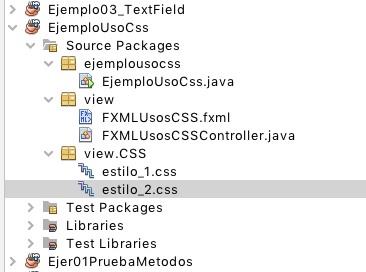 Ejemplo03_TextField
EjemploUsoCss
Source Packages
ejemplousocss
EjemploUsoCss.java
view
FXMLUsosCSS.fxml
FXMLUsosCSSController.java
view.CSS
estilo_1.css
estilo_2.css
Test Packages
Libraries
Test Libraries
Ejer01PruebaMetodos